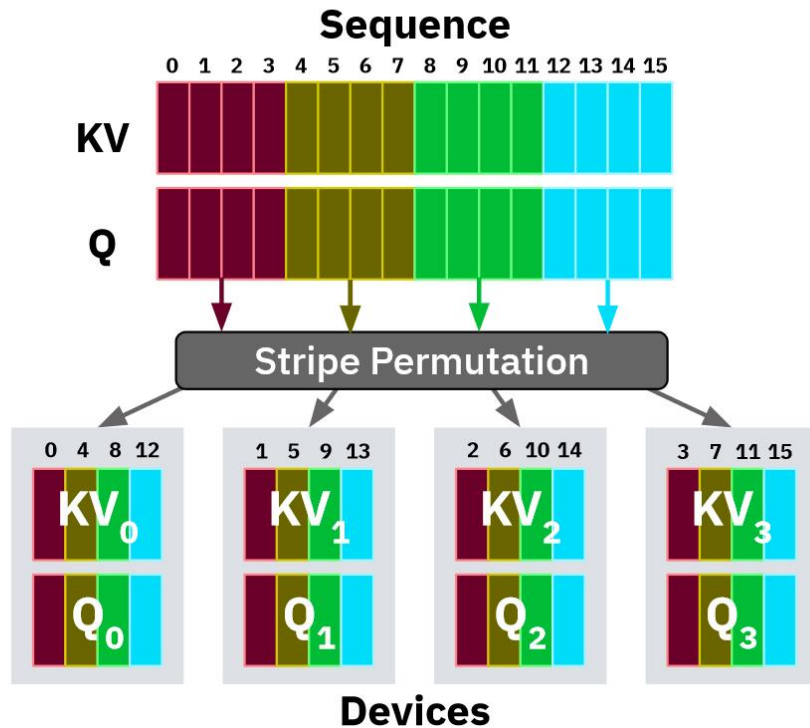 Sequence
0 1 2 3 4 5 6 7 8 9 10 11 12 13 14 15
KV
Q
Stripe Permutation
0 4 8 12 1 5 9 13 2 6 10 14 3 7 11 15
KV₀ KV₁ KV₂ KV₃
Q₀ Q₁ Q₂ Q₃
Devices